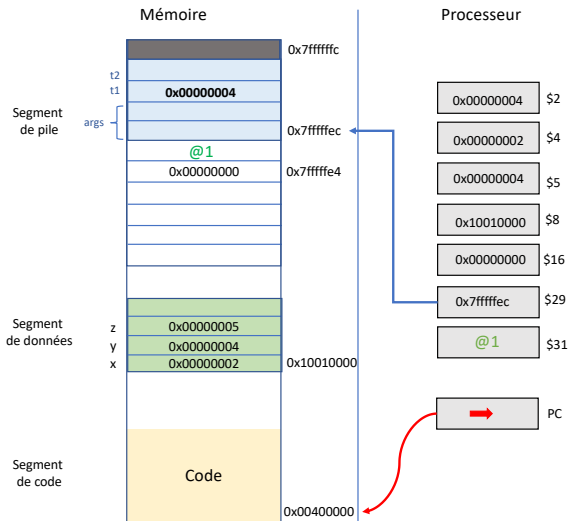 Mémoire
Processeur
0x7ffffffc
t2
t1
0x00000004
Segment
de pile
args
0x7fffffec
@1
0x00000000
0x7fffffe4
0x00000004
$2
0x00000002
$4
0x00000004
$5
0x10010000
$8
0x00000000
$16
0x7fffffec
$29
@1
$31
Segment
de données
z
0x00000005
y
0x00000004
x
0x00000002
0x10010000
PC
Segment
de code
Code
0x00400000